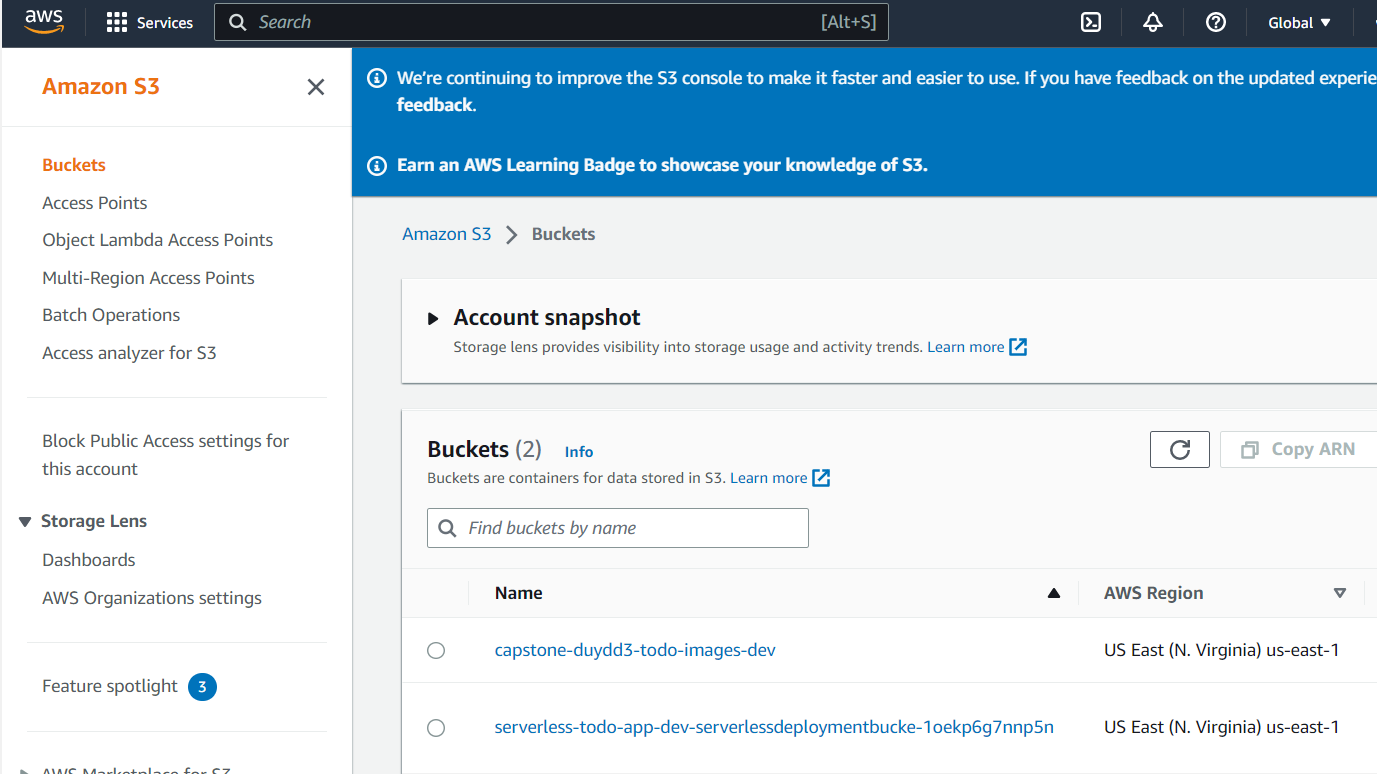 aws
Services
Search
[Alt+S]
Global
Amazon S3
Buckets
Access Points
Object Lambda Access Points
Multi-Region Access Points
Batch Operations
Access analyzer for S3
Block Public Access settings for
this account
Storage Lens
Dashboards
AWS Organizations settings
Feature spotlight 3
AWS Marketplace for S3
We're continuing to improve the S3 console to make it faster and easier to use. If you have feedback on the updated experie
feedback.
Earn an AWS Learning Badge to showcase your knowledge of S3.
Amazon S3 > Buckets
Account snapshot
Storage lens provides visibility into storage usage and activity trends. Learn more
Buckets (2) Info
Buckets are containers for data stored in S3. Learn more
Copy ARN
Find buckets by name
Name AWS Region
capstone-duydd3-todo-images-dev US East (N. Virginia) us-east-1
serverless-todo-app-dev-serverlessdeploymentbucke-1oekp6g7nnp5n US East (N. Virginia) us-east-1